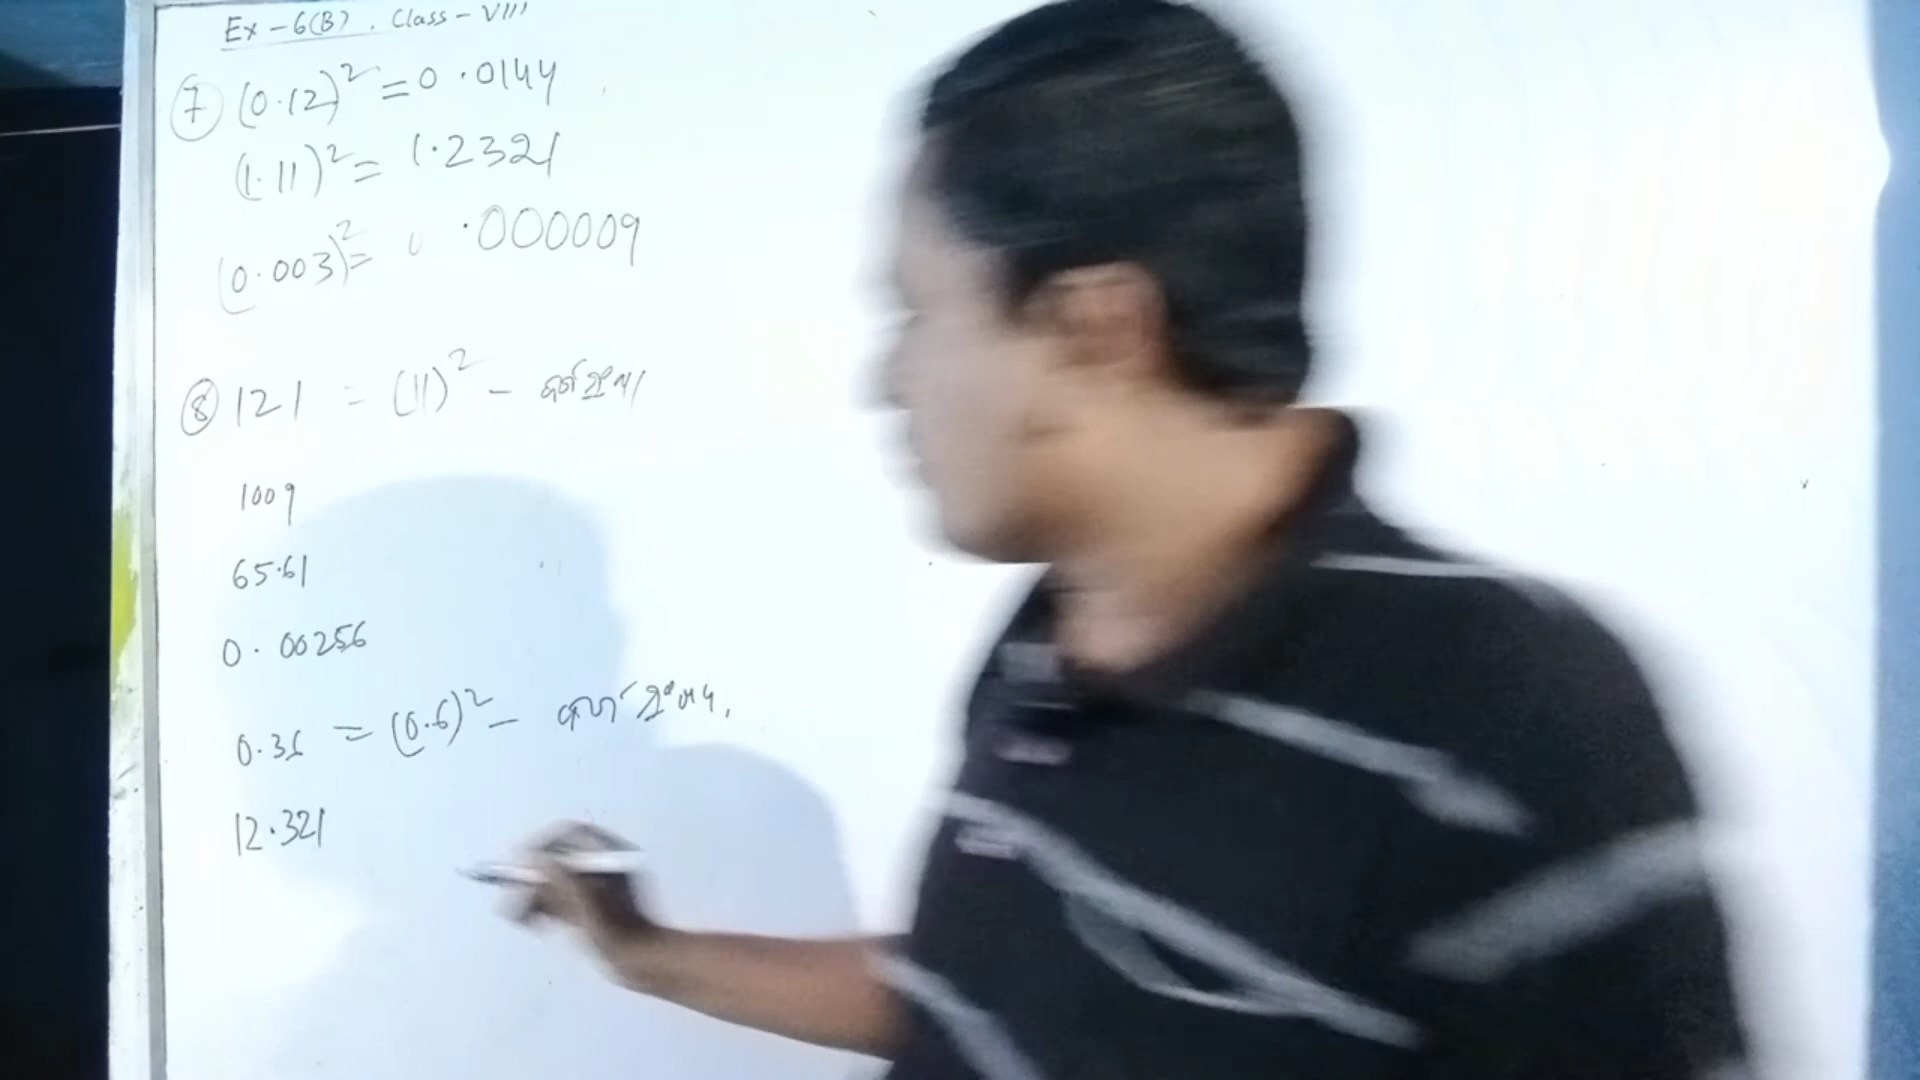 Ex - 6(B). Class - VIII
⑦ (0.12)² = 0.0144
(1.11)² = 1.2321
(0.003)² = 0.000009
⑧ 121 = (11)² -
1009
65.61
0.00256
0.36 = (0.6)² -
12.321